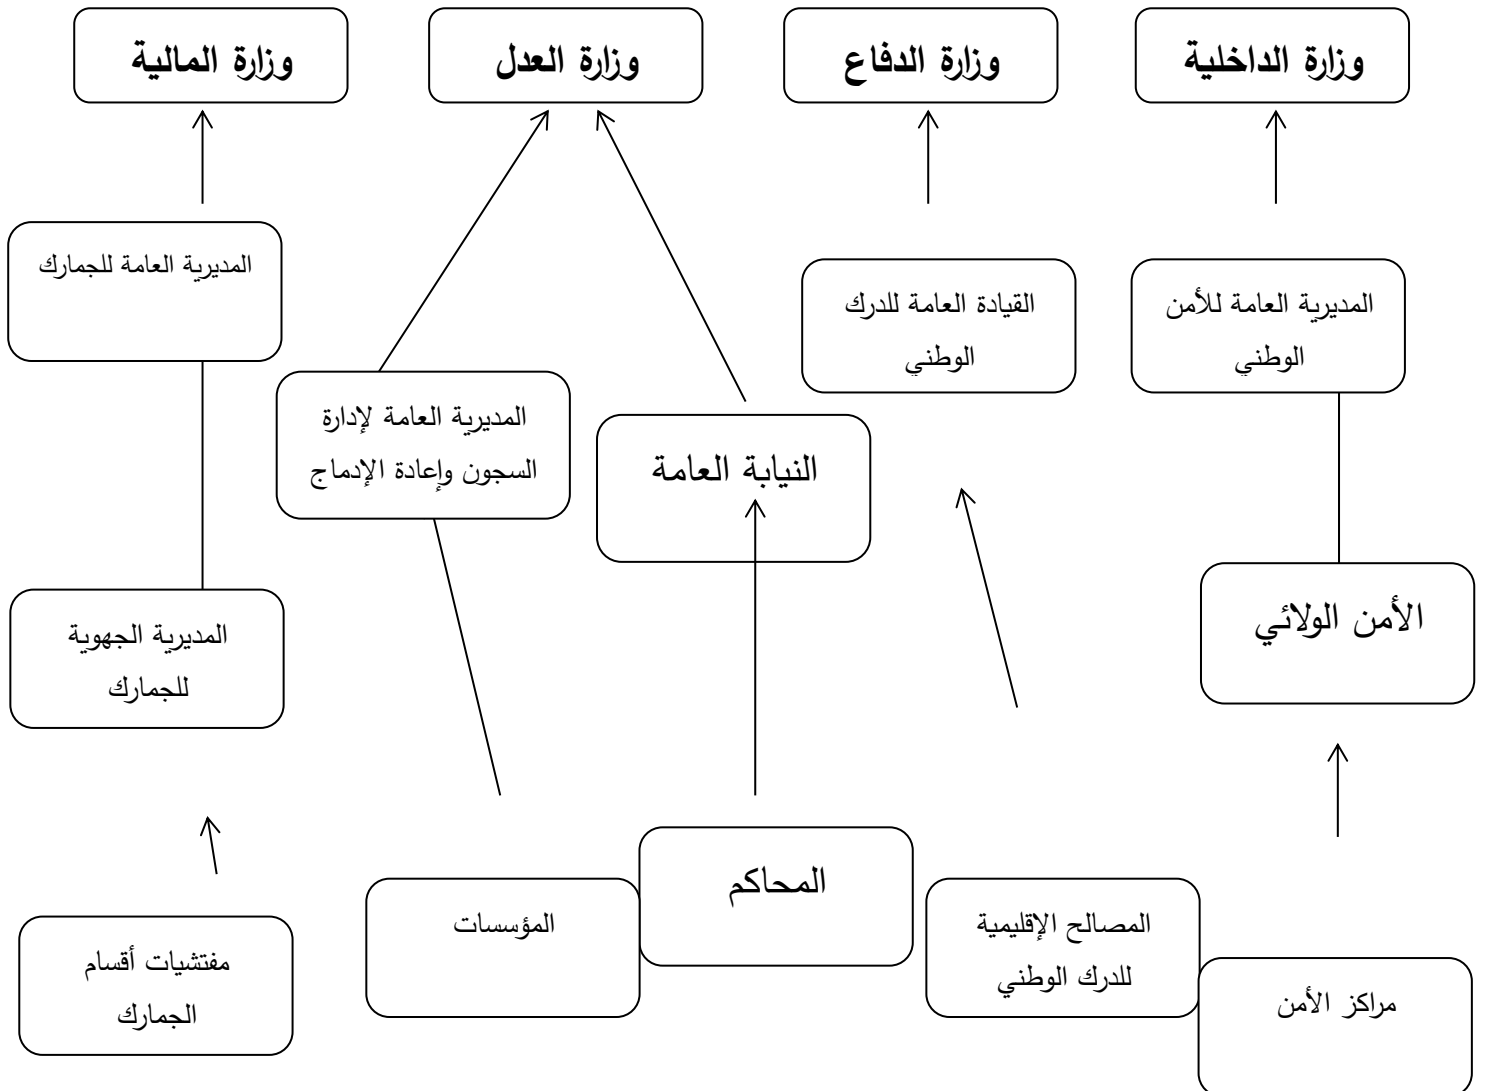 وزارة الداخلية
وزارة الدفاع
وزارة العدل
وزارة المالية
المديرية العامة للأمن
الوطني
القيادة العامة للدرك
الوطني
النيابة العامة
المديرية العامة لإدارة
السجون وإعادة الإدماج
المديرية العامة للجمارك
الأمن الولائي
المديرية الجهوية
للجمارك
مراكز الأمن
المصالح الإقليمية
للدرك الوطني
المحاكم
المؤسسات
مفتشيات أقسام
الجمارك